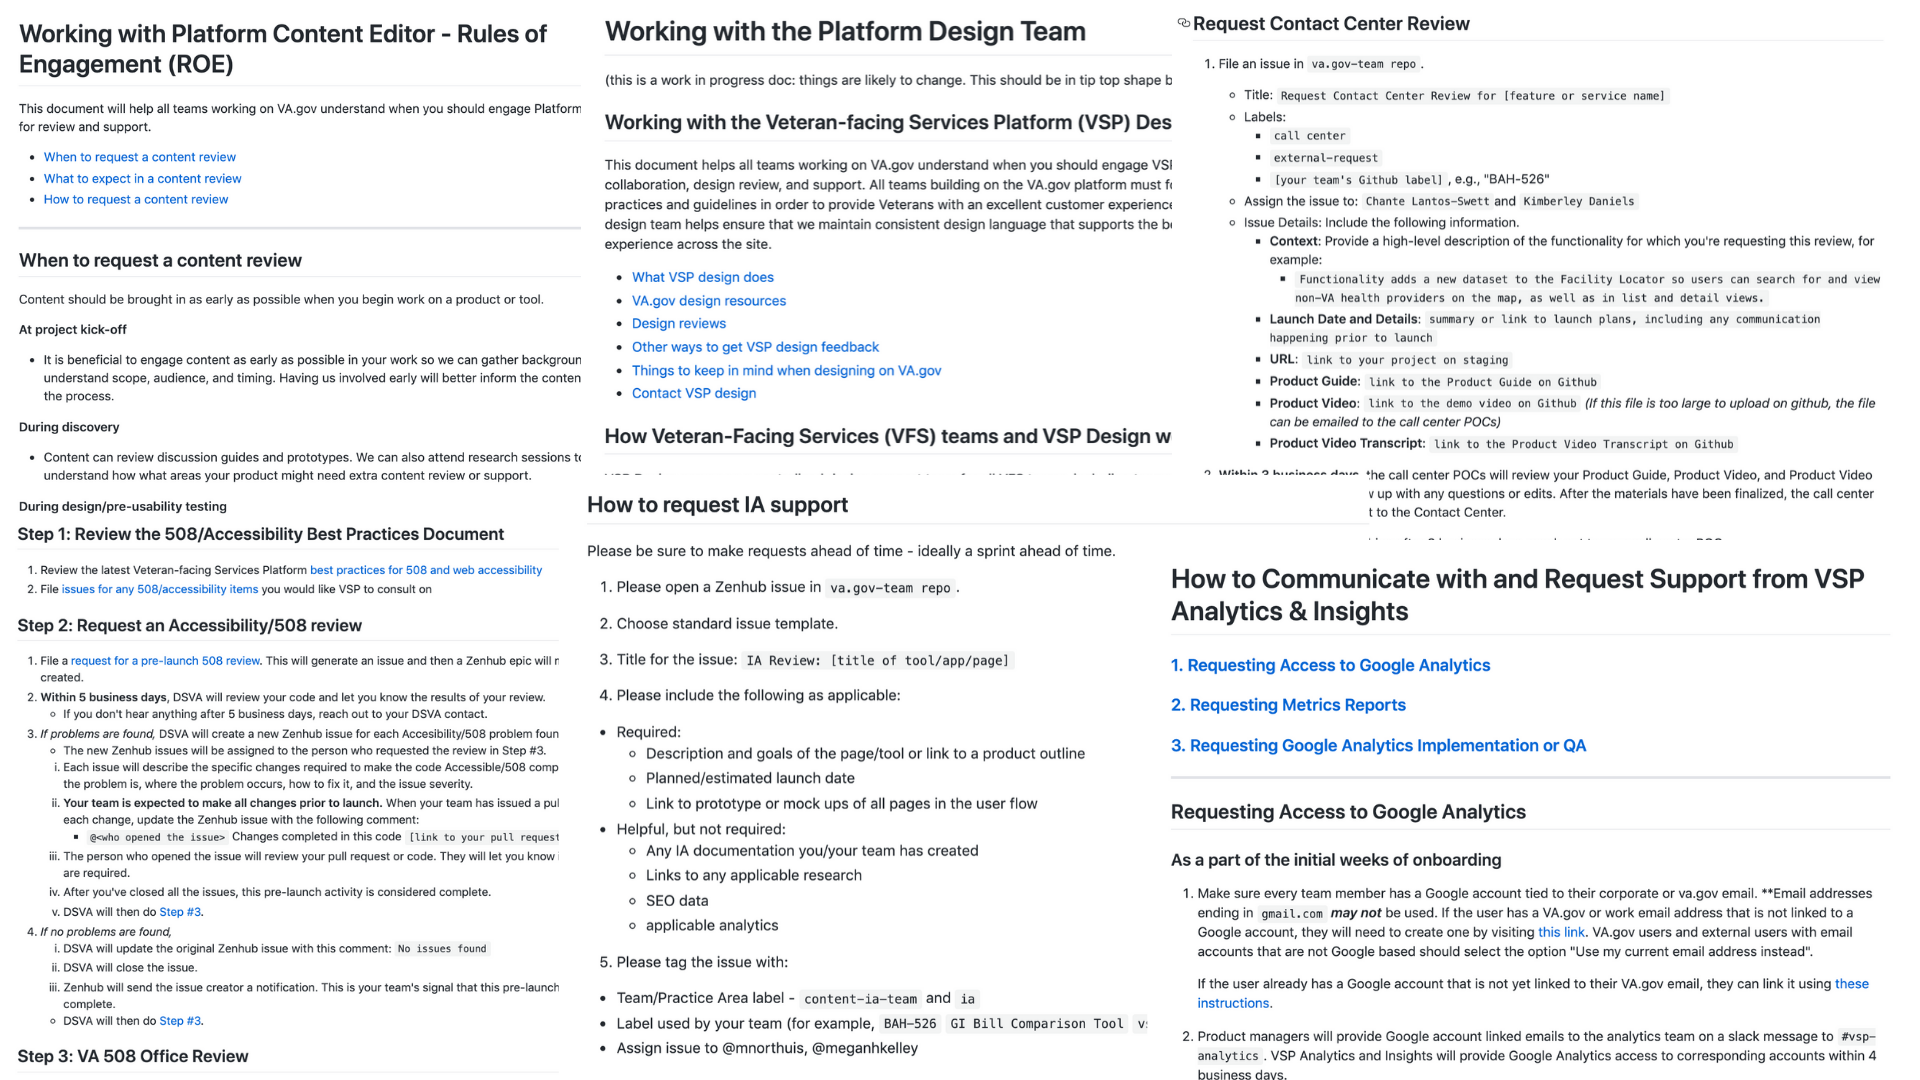 Working with Platform Content Editor - Rules of
Engagement (ROE)
This document will help all teams working on VA.gov understand when you should engage Platform
for review and support.
• When to request a content review
• What to expect in a content review
• How to request a content review
When to request a content review
Content should be brought in as early as possible when you begin work on a product or tool.
At project kick-off
• It is beneficial to engage content as early as possible in your work so we can gather backgroun
understand scope, audience, and timing. Having us involved early will better inform the conten
the process.
During discovery
• Content can review discussion guides and prototypes. We can also attend research sessions to
understand how what areas your product might need extra content review or support.
During design/pre-usability testing
Step 1: Review the 508/Accessibility Best Practices Document
1. Review the latest Veteran-facing Services Platform best practices for 508 and web accessibility
2. File issues for any 508/accessibility items you would like VSP to consult on
Step 2: Request an Accessibility/508 review
1. File a request for a pre-launch 508 review. This will generate an issue and then a Zenhub epic will
created.
2. Within 5 business days, DSVA will review your code and let you know the results of your review.
◦ If you don't hear anything after 5 business days, reach out to your DSVA contact.
3. If problems are found, DSVA will create a new Zenhub issue for each Accesibility/508 problem foun
◦ The new Zenhub issues will be assigned to the person who requested the review in Step #3.
i. Each issue will describe the specific changes required to make the code Accessible/508 comp
the problem is, where the problem occurs, how to fix it, and the issue severity.
ii. Your team is expected to make all changes prior to launch. When your team has issued a pul
each change, update the Zenhub issue with the following comment:
▪ @<who opened the issue> Changes completed in this code [link to your pull request
iii. The person who opened the issue will review your pull request or code. They will let you know
are required.
iv. After you've closed all the issues, this pre-launch activity is considered complete.
v. DSVA will then do Step #3.
4. If no problems are found,
i. DSVA will update the original Zenhub issue with this comment: No issues found
ii. DSVA will close the issue.
iii. Zenhub will send the issue creator a notification. This is your team's signal that this pre-launch
complete.
◦ DSVA will then do Step #3.
Step 3: VA 508 Office Review
Working with the Platform Design Team
(this is a work in progress doc: things are likely to change. This should be in tip top shape b
Working with the Veteran-facing Services Platform (VSP) Des
This document helps all teams working on VA.gov understand when you should engage VSP
collaboration, design review, and support. All teams building on the VA.gov platform must fo
practices and guidelines in order to provide Veterans with an excellent customer experience
design team helps ensure that we maintain consistent design language that supports the be
experience across the site.
• What VSP design does
• VA.gov design resources
• Design reviews
• Other ways to get VSP design feedback
• Things to keep in mind when designing on VA.gov
• Contact VSP design
How Veteran-Facing Services (VFS) teams and VSP Design w
How to request IA support
Please be sure to make requests ahead of time - ideally a sprint ahead of time.
1. Please open a Zenhub issue in va.gov-team repo .
2. Choose standard issue template.
3. Title for the issue: IA Review: [title of tool/app/page]
4. Please include the following as applicable:
• Required:
◦ Description and goals of the page/tool or link to a product outline
◦ Planned/estimated launch date
◦ Link to prototype or mock ups of all pages in the user flow
• Helpful, but not required:
◦ Any IA documentation you/your team has created
◦ Links to any applicable research
◦ SEO data
◦ applicable analytics
5. Please tag the issue with:
• Team/Practice Area label - content-ia-team and ia
• Label used by your team (for example, BAH-526 GI Bill Comparison Tool
• Assign issue to @mnorthuis, @meganhkelley
Request Contact Center Review
1. File an issue in va.gov-team repo .
◦ Title: Request Contact Center Review for [feature or service name]
◦ Labels:
▪ call center
▪ external-request
▪ [your team's Github label] , e.g., "BAH-526"
◦ Assign the issue to: Chante Lantos-Swett and Kimberley Daniels
◦ Issue Details: Include the following information.
▪ Context: Provide a high-level description of the functionality for which you're requesting this review, for
example:
▪ Functionality adds a new dataset to the Facility Locator so users can search for and view
non-VA health providers on the map, as well as in list and detail views.
▪ Launch Date and Details: summary or link to launch plans, including any communication
happening prior to launch
▪ URL: link to your project on staging
▪ Product Guide: link to the Product Guide on Github
▪ Product Video: link to the demo video on Github (If this file is too large to upload on github, the file
can be emailed to the call center POCs)
▪ Product Video Transcript: link to the Product Video Transcript on Github
2. Within 3 business days, the call center POCs will review your Product Guide, Product Video, and Product Video
up with any questions or edits. After the materials have been finalized, the call center
t to the Contact Center.
How to Communicate with and Request Support from VSP
Analytics & Insights
1. Requesting Access to Google Analytics
2. Requesting Metrics Reports
3. Requesting Google Analytics Implementation or QA
Requesting Access to Google Analytics
As a part of the initial weeks of onboarding
1. Make sure every team member has a Google account tied to their corporate or va.gov email. **Email addresses
ending in gmail.com may not be used. If the user has a VA.gov or work email address that is not linked to a
Google account, they will need to create one by visiting this link. VA.gov users and external users with email
accounts that are not Google based should select the option "Use my current email address instead".
If the user already has a Google account that is not yet linked to their VA.gov email, they can link it using these
instructions.
2. Product managers will provide Google account linked emails to the analytics team on a slack message to #vsp-
analytics . VSP Analytics and Insights will provide Google Analytics access to corresponding accounts within 4
business days.